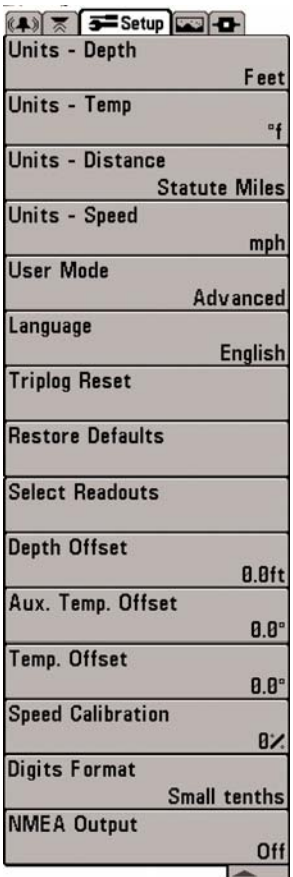 Setup
Units - Depth
Feet
Units - Temp
°f
Units - Distance
Statute Miles
Units - Speed
mph
User Mode
Advanced
Language
English
Triplog Reset
Restore Defaults
Select Readouts
Depth Offset
0.0ft
Aux. Temp. Offset
0.0°
Temp. Offset
0.0°
Speed Calibration
0%
Digits Format
Small tenths
NMEA Output
Off